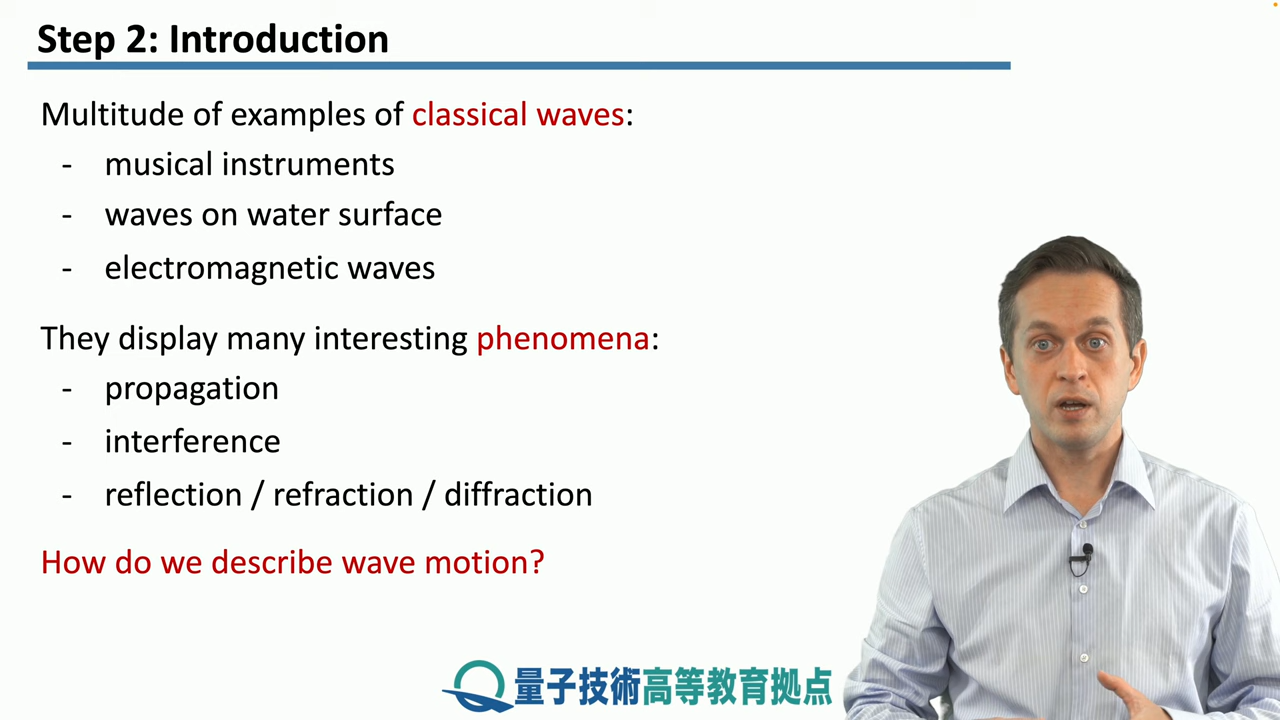 Step 2: Introduction
Multitude of examples of classical waves:
- musical instruments
- waves on water surface
- electromagnetic waves
They display many interesting phenomena:
- propagation
- interference
- reflection / refraction / diffraction
How do we describe wave motion?
量子技術高等教育拠点